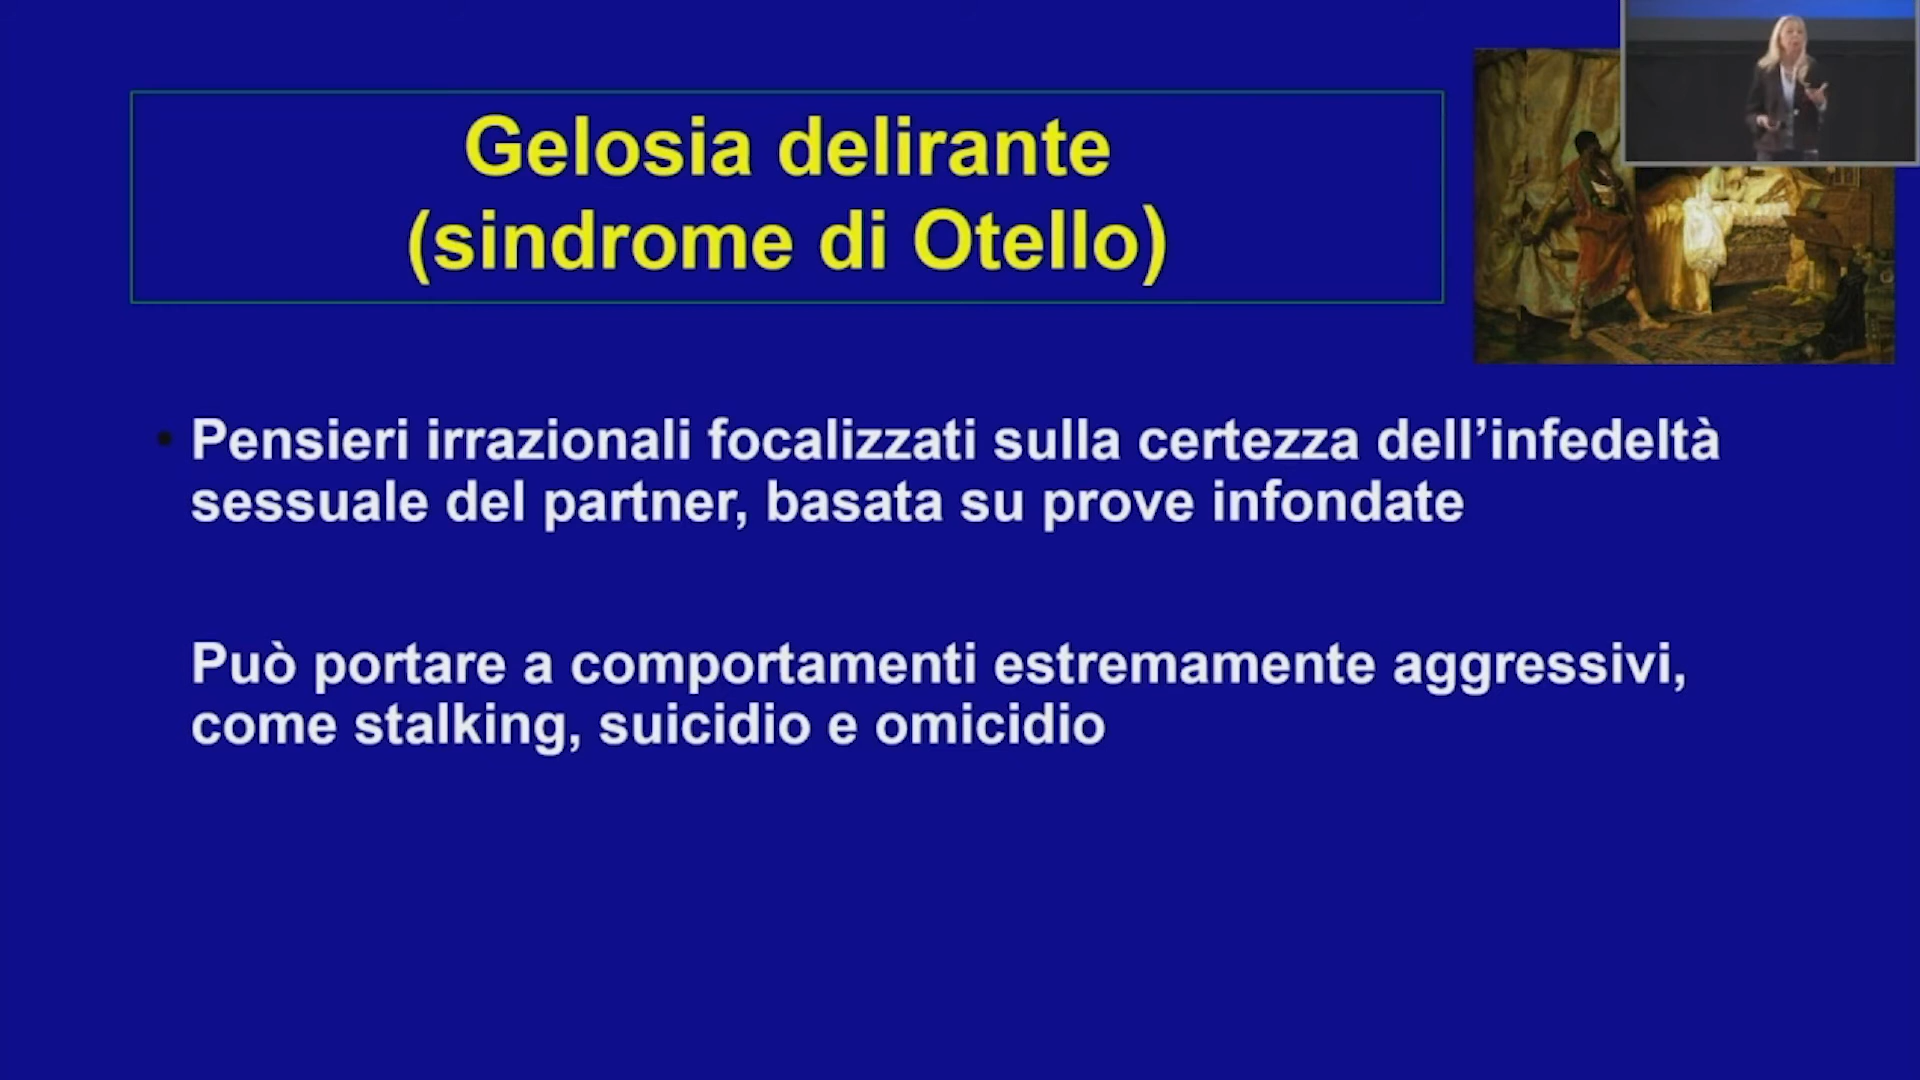 Gelosia delirante
(sindrome di Otello)
• Pensieri irrazionali focalizzati sulla certezza dell’infedeltà
sessuale del partner, basata su prove infondate
Può portare a comportamenti estremamente aggressivi,
come stalking, suicidio e omicidio